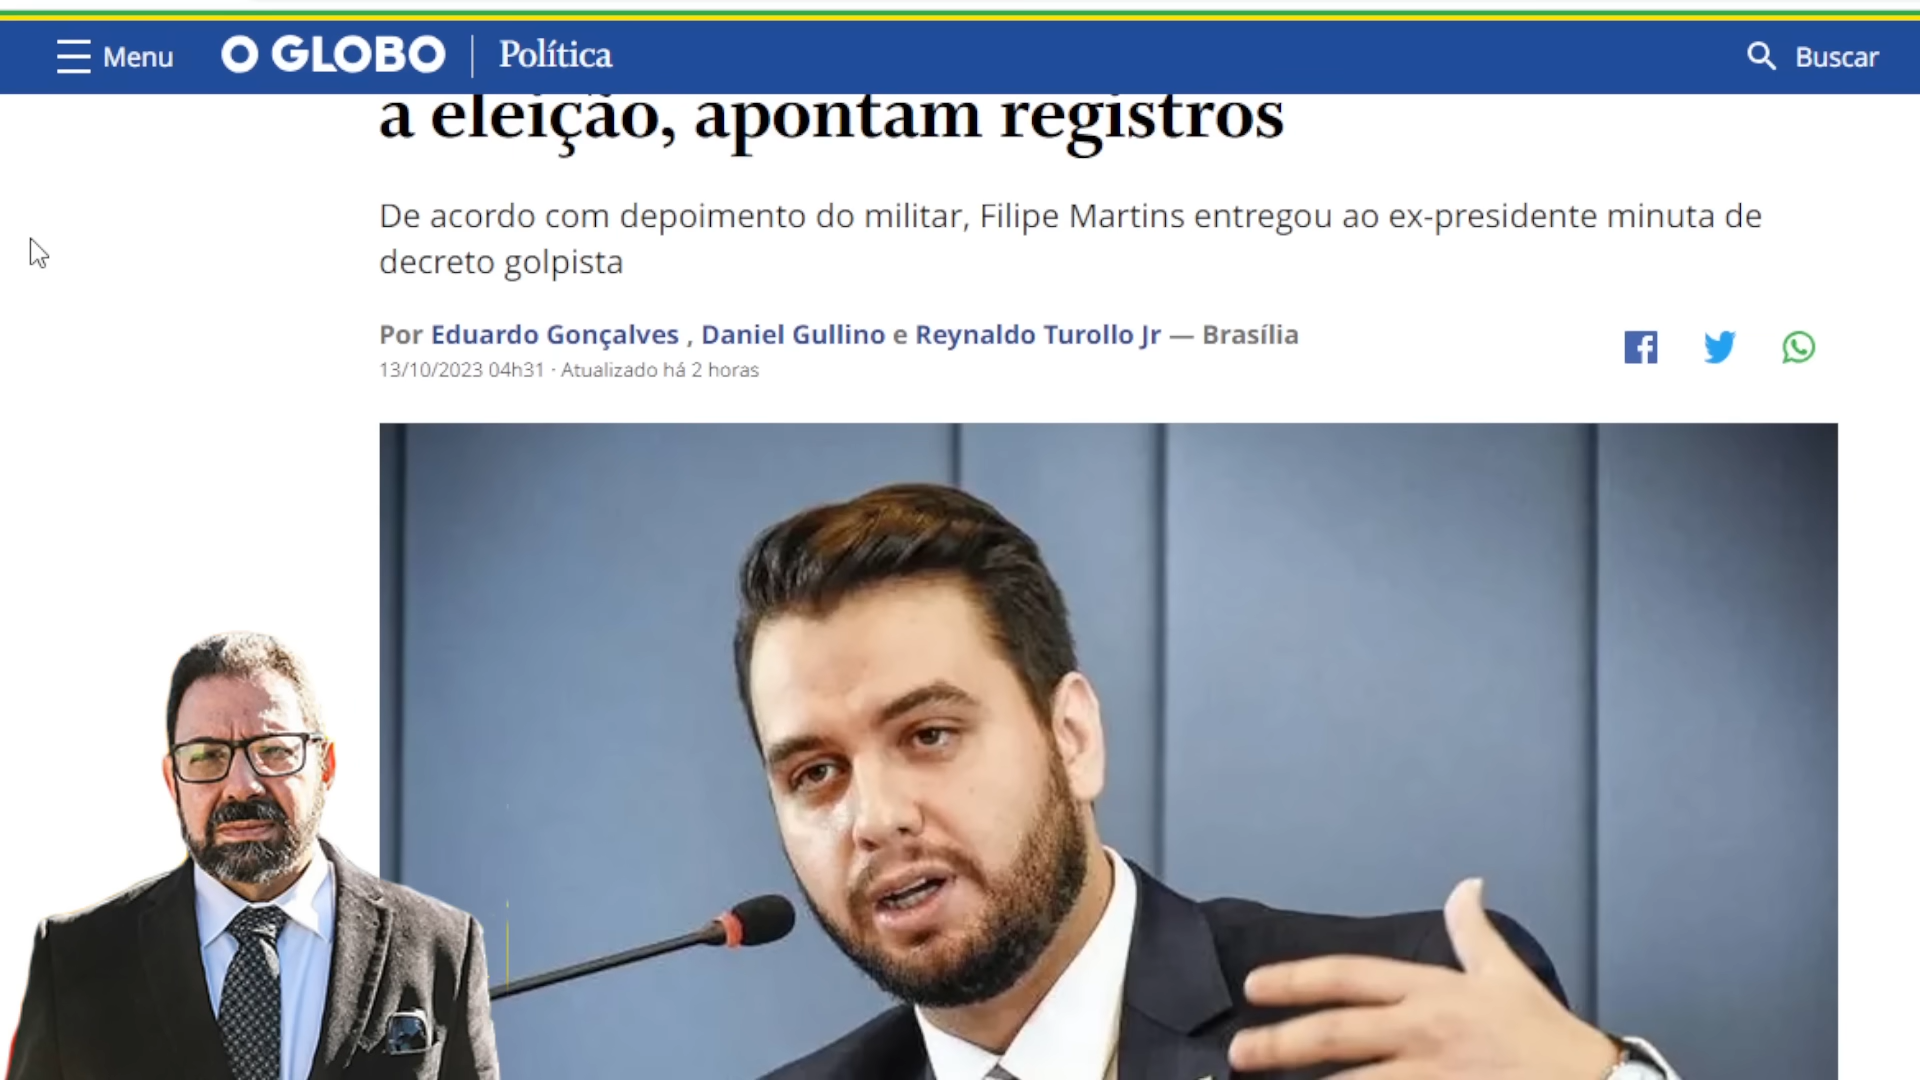 Menu
O GLOBO
Política
Buscar
a eleição, apontam registros
De acordo com depoimento do militar, Filipe Martins entregou ao ex-presidente minuta de
decreto golpista
Por Eduardo Gonçalves , Daniel Gullino e Reynaldo Turollo Jr — Brasília
13/10/2023 04h31 · Atualizado há 2 horas